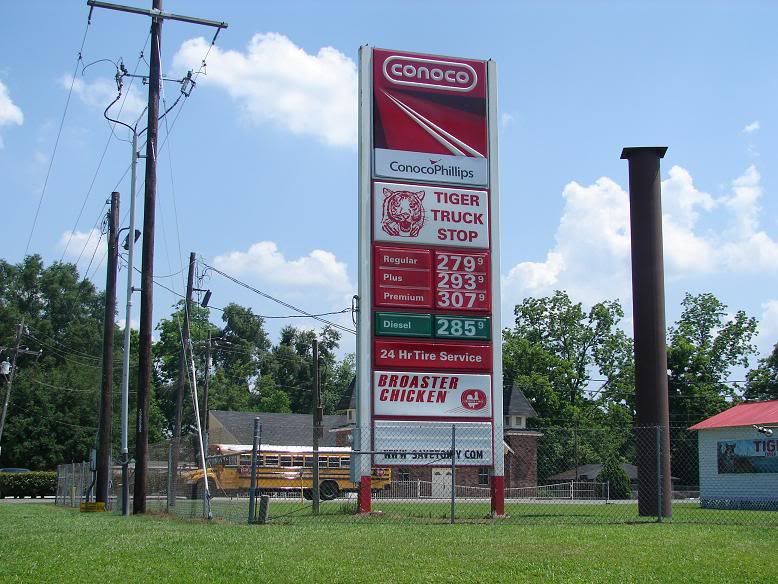 CONOCO
ConocoPhillips
TIGER
TRUCK
STOP
Regular 279 9
Plus 293 9
Premium 307 9
Diesel 285 9
24 Hr Tire Service
BROASTER
CHICKEN
WWW.SAVETONY.COM
TIG